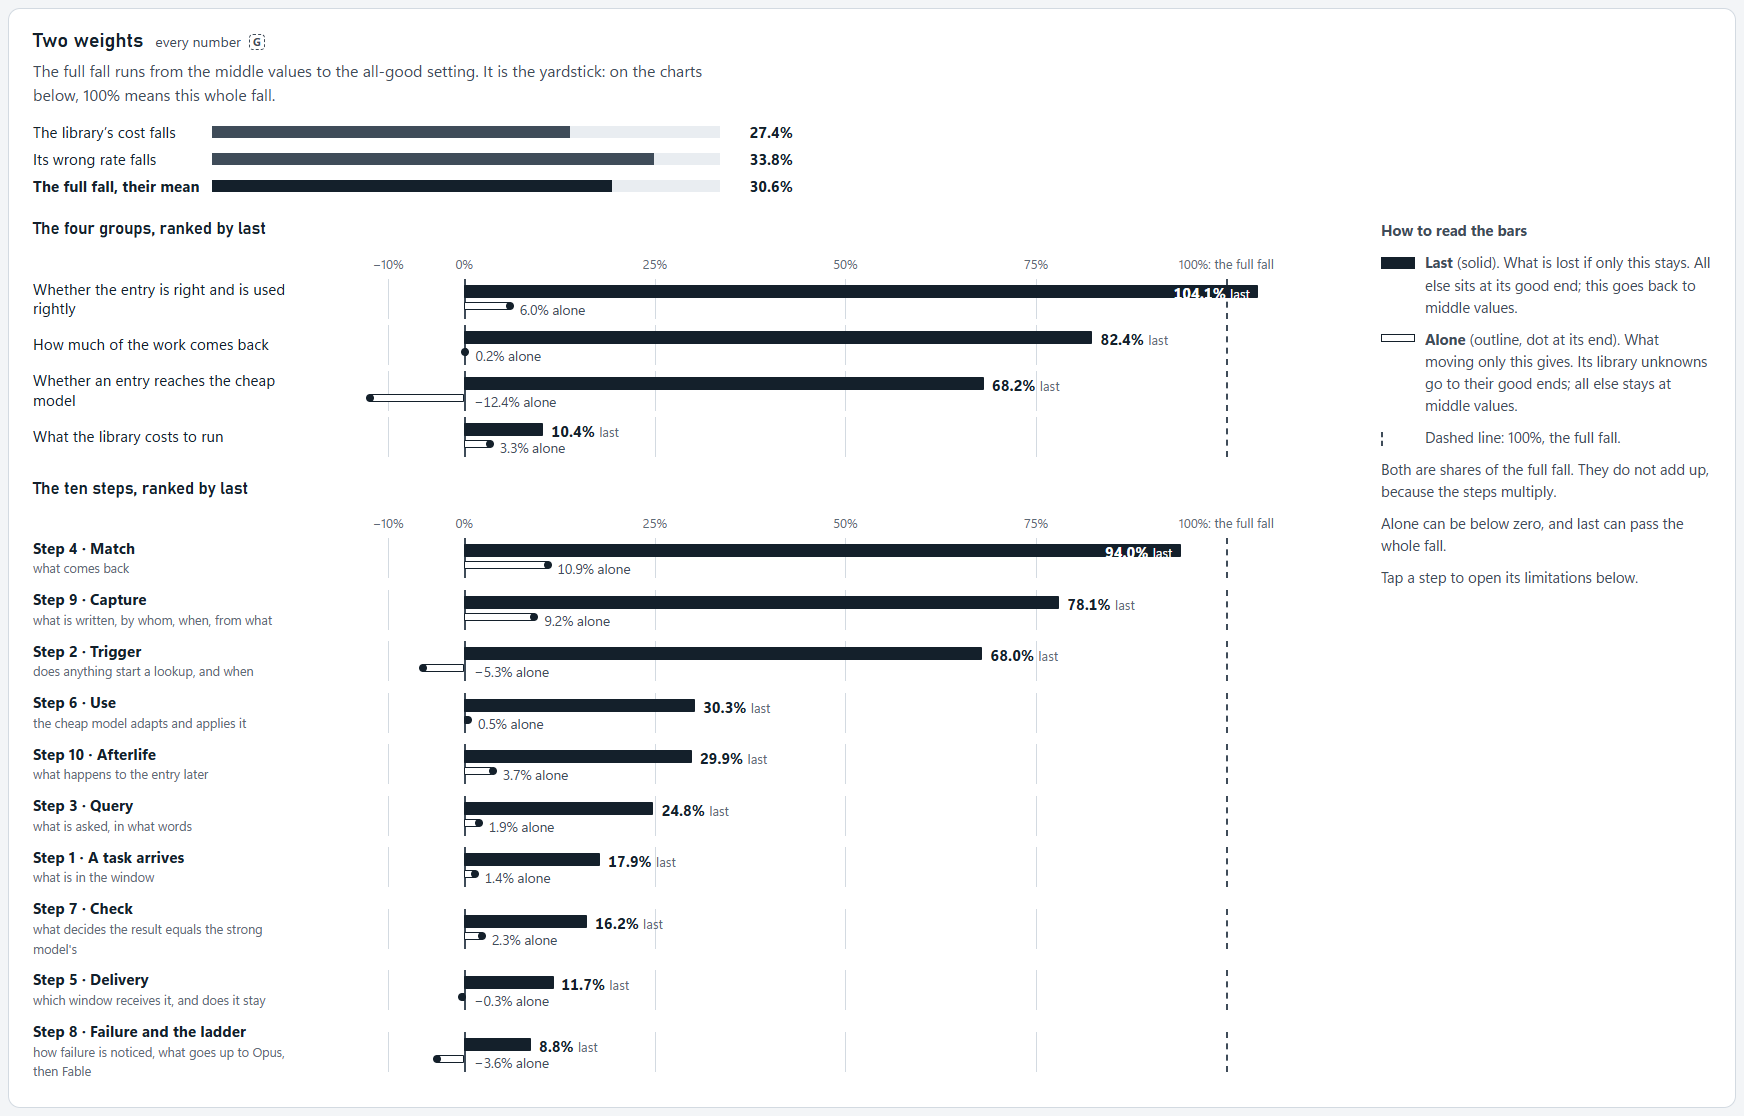 Two weights every number G
The full fall runs from the middle values to the all-good setting. It is the yardstick: on the charts
below, 100% means this whole fall.
The library’s cost falls 27.4%
Its wrong rate falls 33.8%
The full fall, their mean 30.6%
The four groups, ranked by last
−10% 0% 25% 50% 75% 100%: the full fall
Whether the entry is right and is used
rightly
104.1% last
6.0% alone
How much of the work comes back
82.4% last
0.2% alone
Whether an entry reaches the cheap
model
68.2% last
−12.4% alone
What the library costs to run
10.4% last
3.3% alone
The ten steps, ranked by last
−10% 0% 25% 50% 75% 100%: the full fall
Step 4 · Match
what comes back
94.0% last
10.9% alone
Step 9 · Capture
what is written, by whom, when, from what
78.1% last
9.2% alone
Step 2 · Trigger
does anything start a lookup, and when
68.0% last
−5.3% alone
Step 6 · Use
the cheap model adapts and applies it
30.3% last
0.5% alone
Step 10 · Afterlife
what happens to the entry later
29.9% last
3.7% alone
Step 3 · Query
what is asked, in what words
24.8% last
1.9% alone
Step 1 · A task arrives
what is in the window
17.9% last
1.4% alone
Step 7 · Check
what decides the result equals the strong
model's
16.2% last
2.3% alone
Step 5 · Delivery
which window receives it, and does it stay
11.7% last
−0.3% alone
Step 8 · Failure and the ladder
how failure is noticed, what goes up to Opus,
then Fable
8.8% last
−3.6% alone
How to read the bars
Last (solid). What is lost if only this stays. All
else sits at its good end; this goes back to
middle values.
Alone (outline, dot at its end). What
moving only this gives. Its library unknowns
go to their good ends; all else stays at
middle values.
Dashed line: 100%, the full fall.
Both are shares of the full fall. They do not add up,
because the steps multiply.
Alone can be below zero, and last can pass the
whole fall.
Tap a step to open its limitations below.